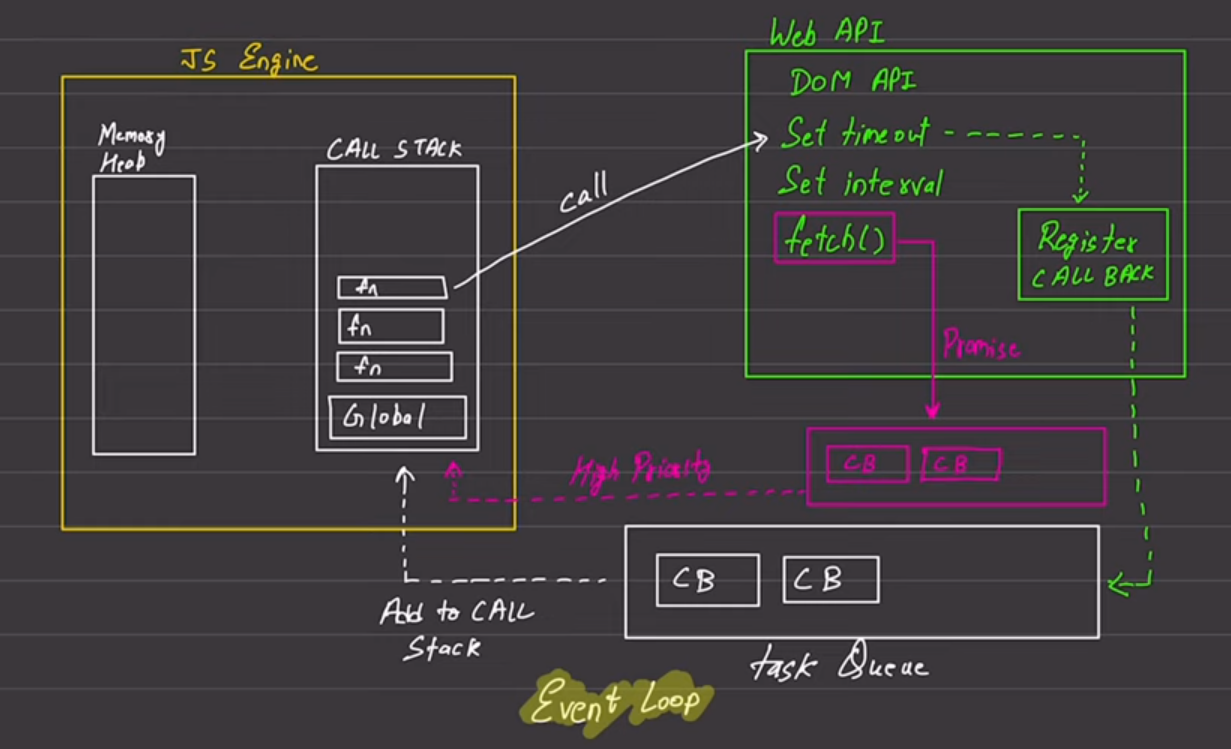 JS Engine
Memory
Heap
CALL STACK
fn
fn
fn
Global
call
Web API
DOM API
Set timeout
Set interval
fetch()
Register
CALL BACK
Promise
High Priority
CB CB
CB CB
Add to CALL
Stack
task Queue
Event Loop